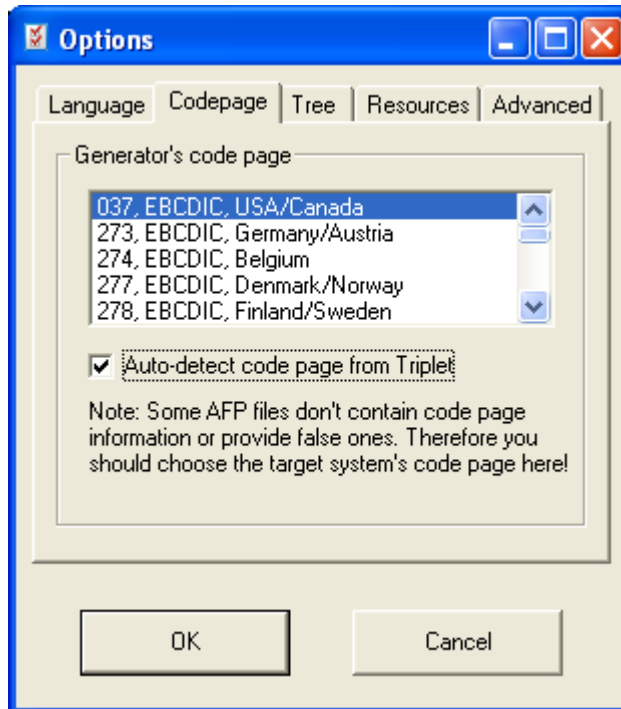 Options
Language Codepage Tree Resources Advanced
Generator's code page
037, EBCDIC, USA/Canada
273, EBCDIC, Germany/Austria
274, EBCDIC, Belgium
277, EBCDIC, Denmark/Norway
278, EBCDIC, Finland/Sweden
Auto-detect code page from Triplet
Note: Some AFP files don't contain code page
information or provide false ones. Therefore you
should choose the target system's code page here!
OK Cancel